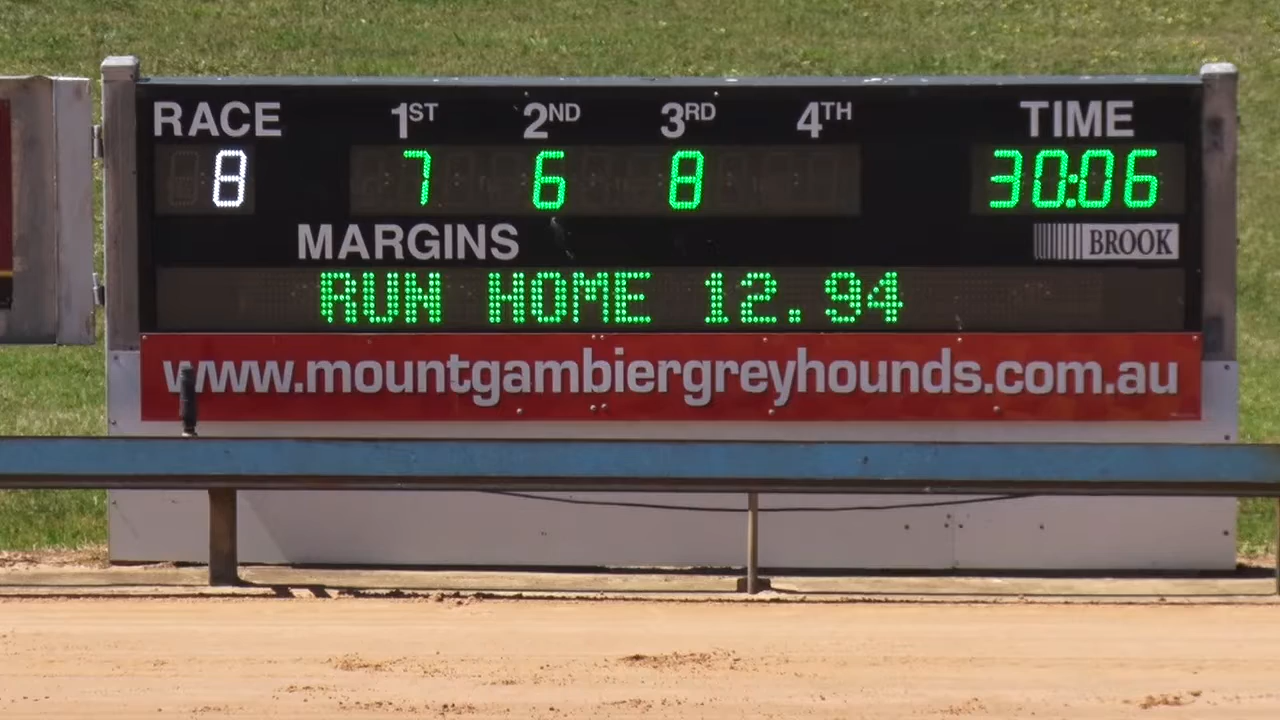 RACE 1ST 2ND 3RD 4TH TIME
8 7 6 8 30:06
MARGINS BROOK
RUN HOME 12.94
www.mountgambiergreyhounds.com.au